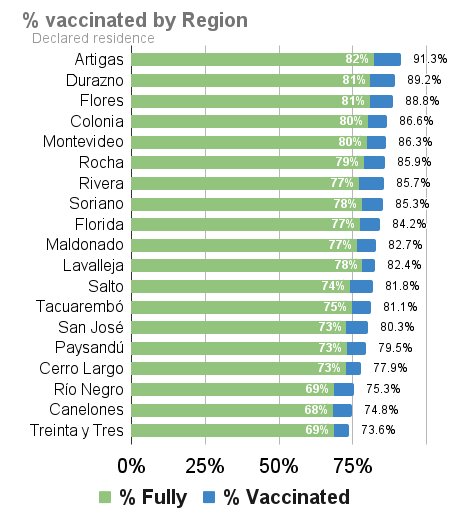 % vaccinated by Region
Declared residence
Artigas 82% 91.3%
Durazno 81% 89.2%
Flores 81% 88.8%
Colonia 80% 86.6%
Montevideo 80% 86.3%
Rocha 79% 85.9%
Rivera 77% 85.7%
Soriano 78% 85.3%
Florida 77% 84.2%
Maldonado 77% 82.7%
Lavalleja 78% 82.4%
Salto 74% 81.8%
Tacuarembó 75% 81.1%
San José 73% 80.3%
Paysandú 73% 79.5%
Cerro Largo 73% 77.9%
Río Negro 69% 75.3%
Canelones 68% 74.8%
Treinta y Tres 69% 73.6%
0% 25% 50% 75%
% Fully % Vaccinated